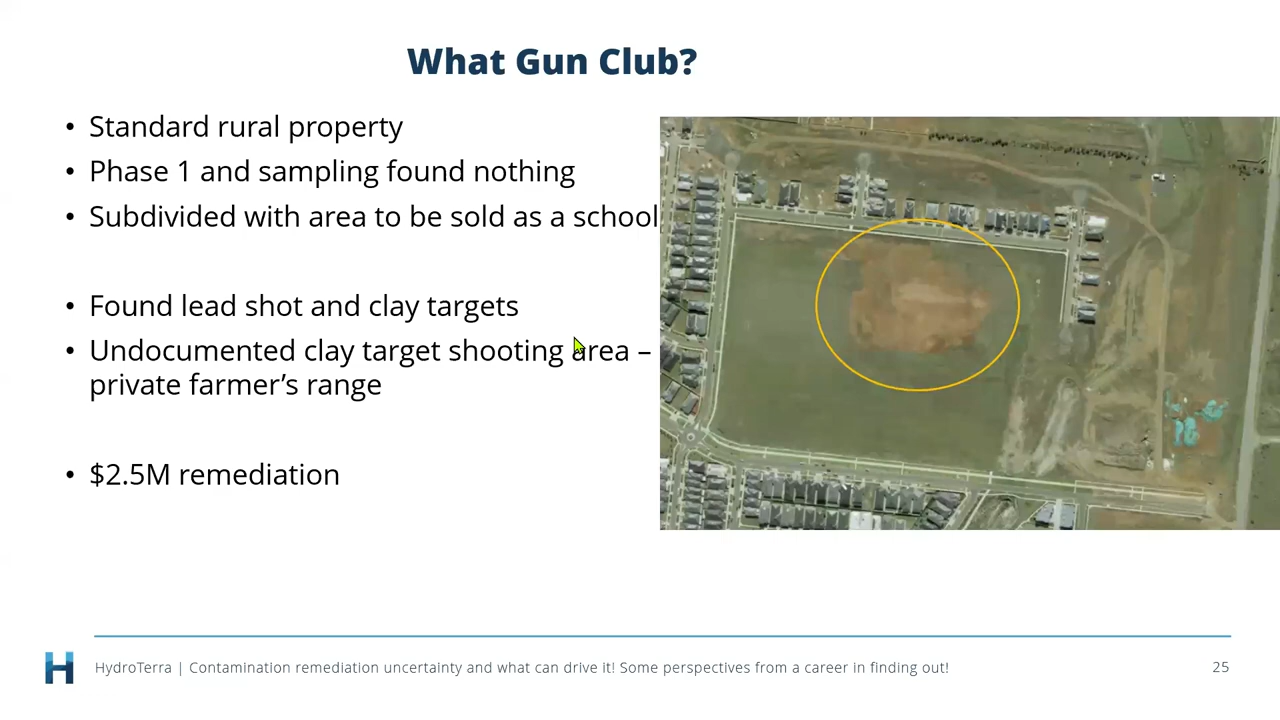 What Gun Club?
• Standard rural property
• Phase 1 and sampling found nothing
• Subdivided with area to be sold as a school
• Found lead shot and clay targets
• Undocumented clay target shooting area –
private farmer’s range
• $2.5M remediation
H HydroTerra | Contamination remediation uncertainty and what can drive it! Some perspectives from a career in finding out! 25